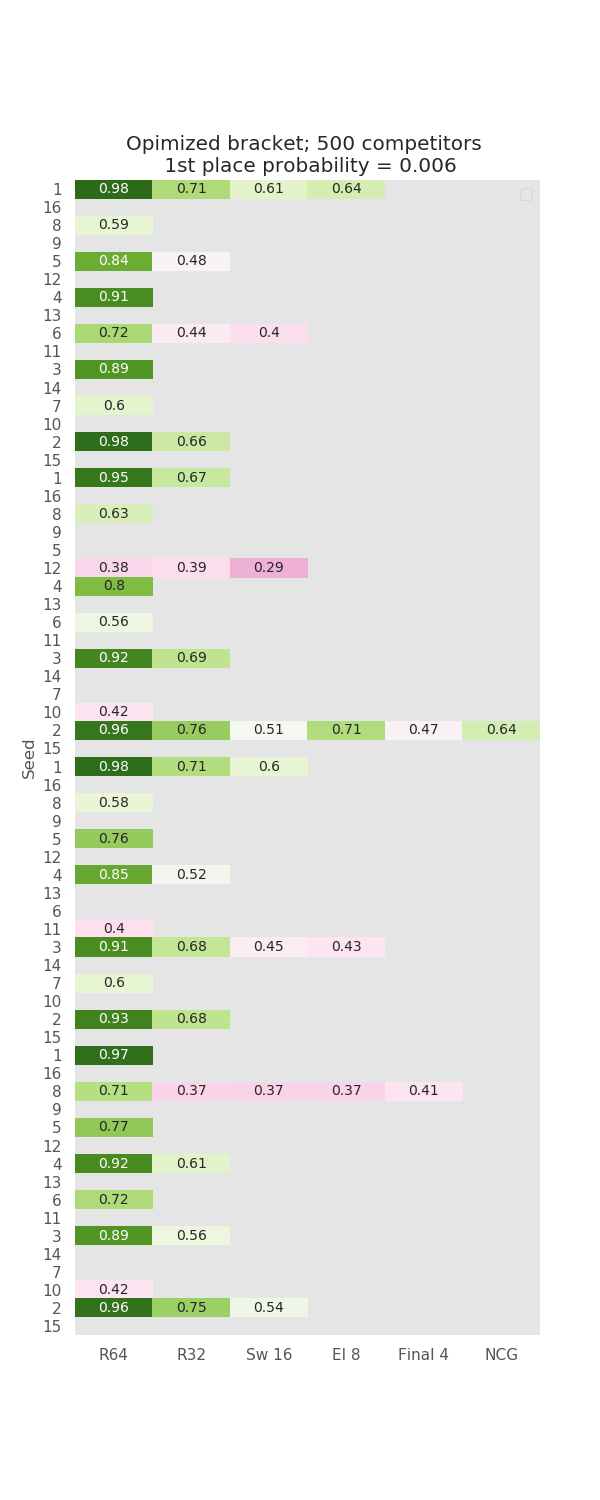 Opimized bracket; 500 competitors
1st place probability = 0.006
1 0.98 0.71 0.61 0.64
16
8 0.59
9
5 0.84 0.48
12
4 0.91
13
6 0.72 0.44 0.4
11
3 0.89
14
7 0.6
10
2 0.98 0.66
15
1 0.95 0.67
16
8 0.63
9
5
12 0.38 0.39 0.29
4 0.8
13
6 0.56
11
3 0.92 0.69
14
7
10 0.42
2 0.96 0.76 0.51 0.71 0.47 0.64
15
Seed
1 0.98 0.71 0.6
16
8 0.58
9
5 0.76
12
4 0.85 0.52
13
6
11 0.4
3 0.91 0.68 0.45 0.43
14
7 0.6
10
2 0.93 0.68
15
1 0.97
16
8 0.71 0.37 0.37 0.37 0.41
9
5 0.77
12
4 0.92 0.61
13
6 0.72
11
3 0.89 0.56
14
7
10 0.42
2 0.96 0.75 0.54
15
R64 R32 Sw 16 El 8 Final 4 NCG